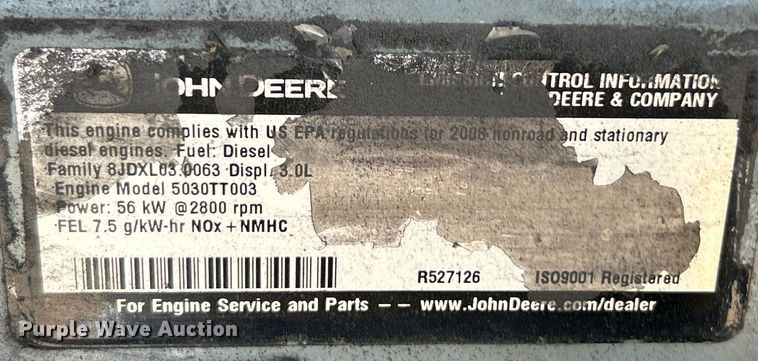 JOHN DEERE
EMISSION CONTROL INFORMATION
DEERE & COMPANY
This engine complies with US EPA regulations for 2008 nonroad and stationary
diesel engines. Fuel: Diesel
Family 8JDXL03.0063 Displ. 3.0L
Engine Model 5030TT003
Power: 56 kW @2800 rpm
FEL 7.5 g/kW-hr NOx + NMHC
R527126 ISO9001 Registered
For Engine Service and Parts – – www.JohnDeere.com/dealer
Purple Wave Auction